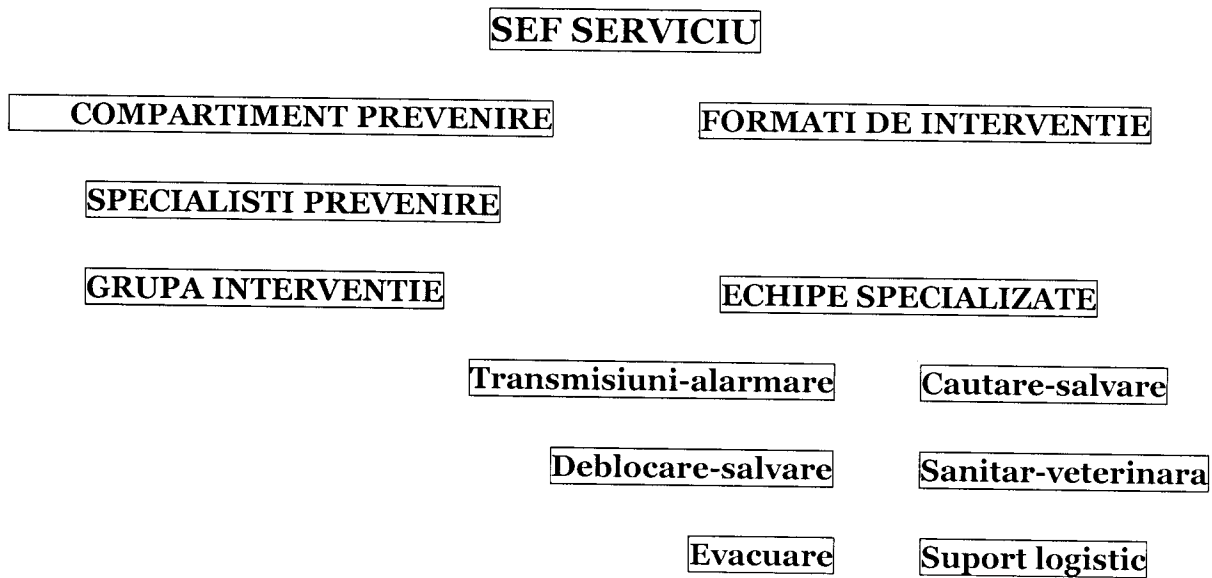 SEF SERVICIU
COMPARTIMENT PREVENIRE
FORMATI DE INTERVENTIE
SPECIALISTI PREVENIRE
GRUPA INTERVENTIE
ECHIPE SPECIALIZATE
Transmisiuni-alarmare
Cautare-salvare
Deblocare-salvare
Sanitar-veterinara
Evacuare
Suport logistic